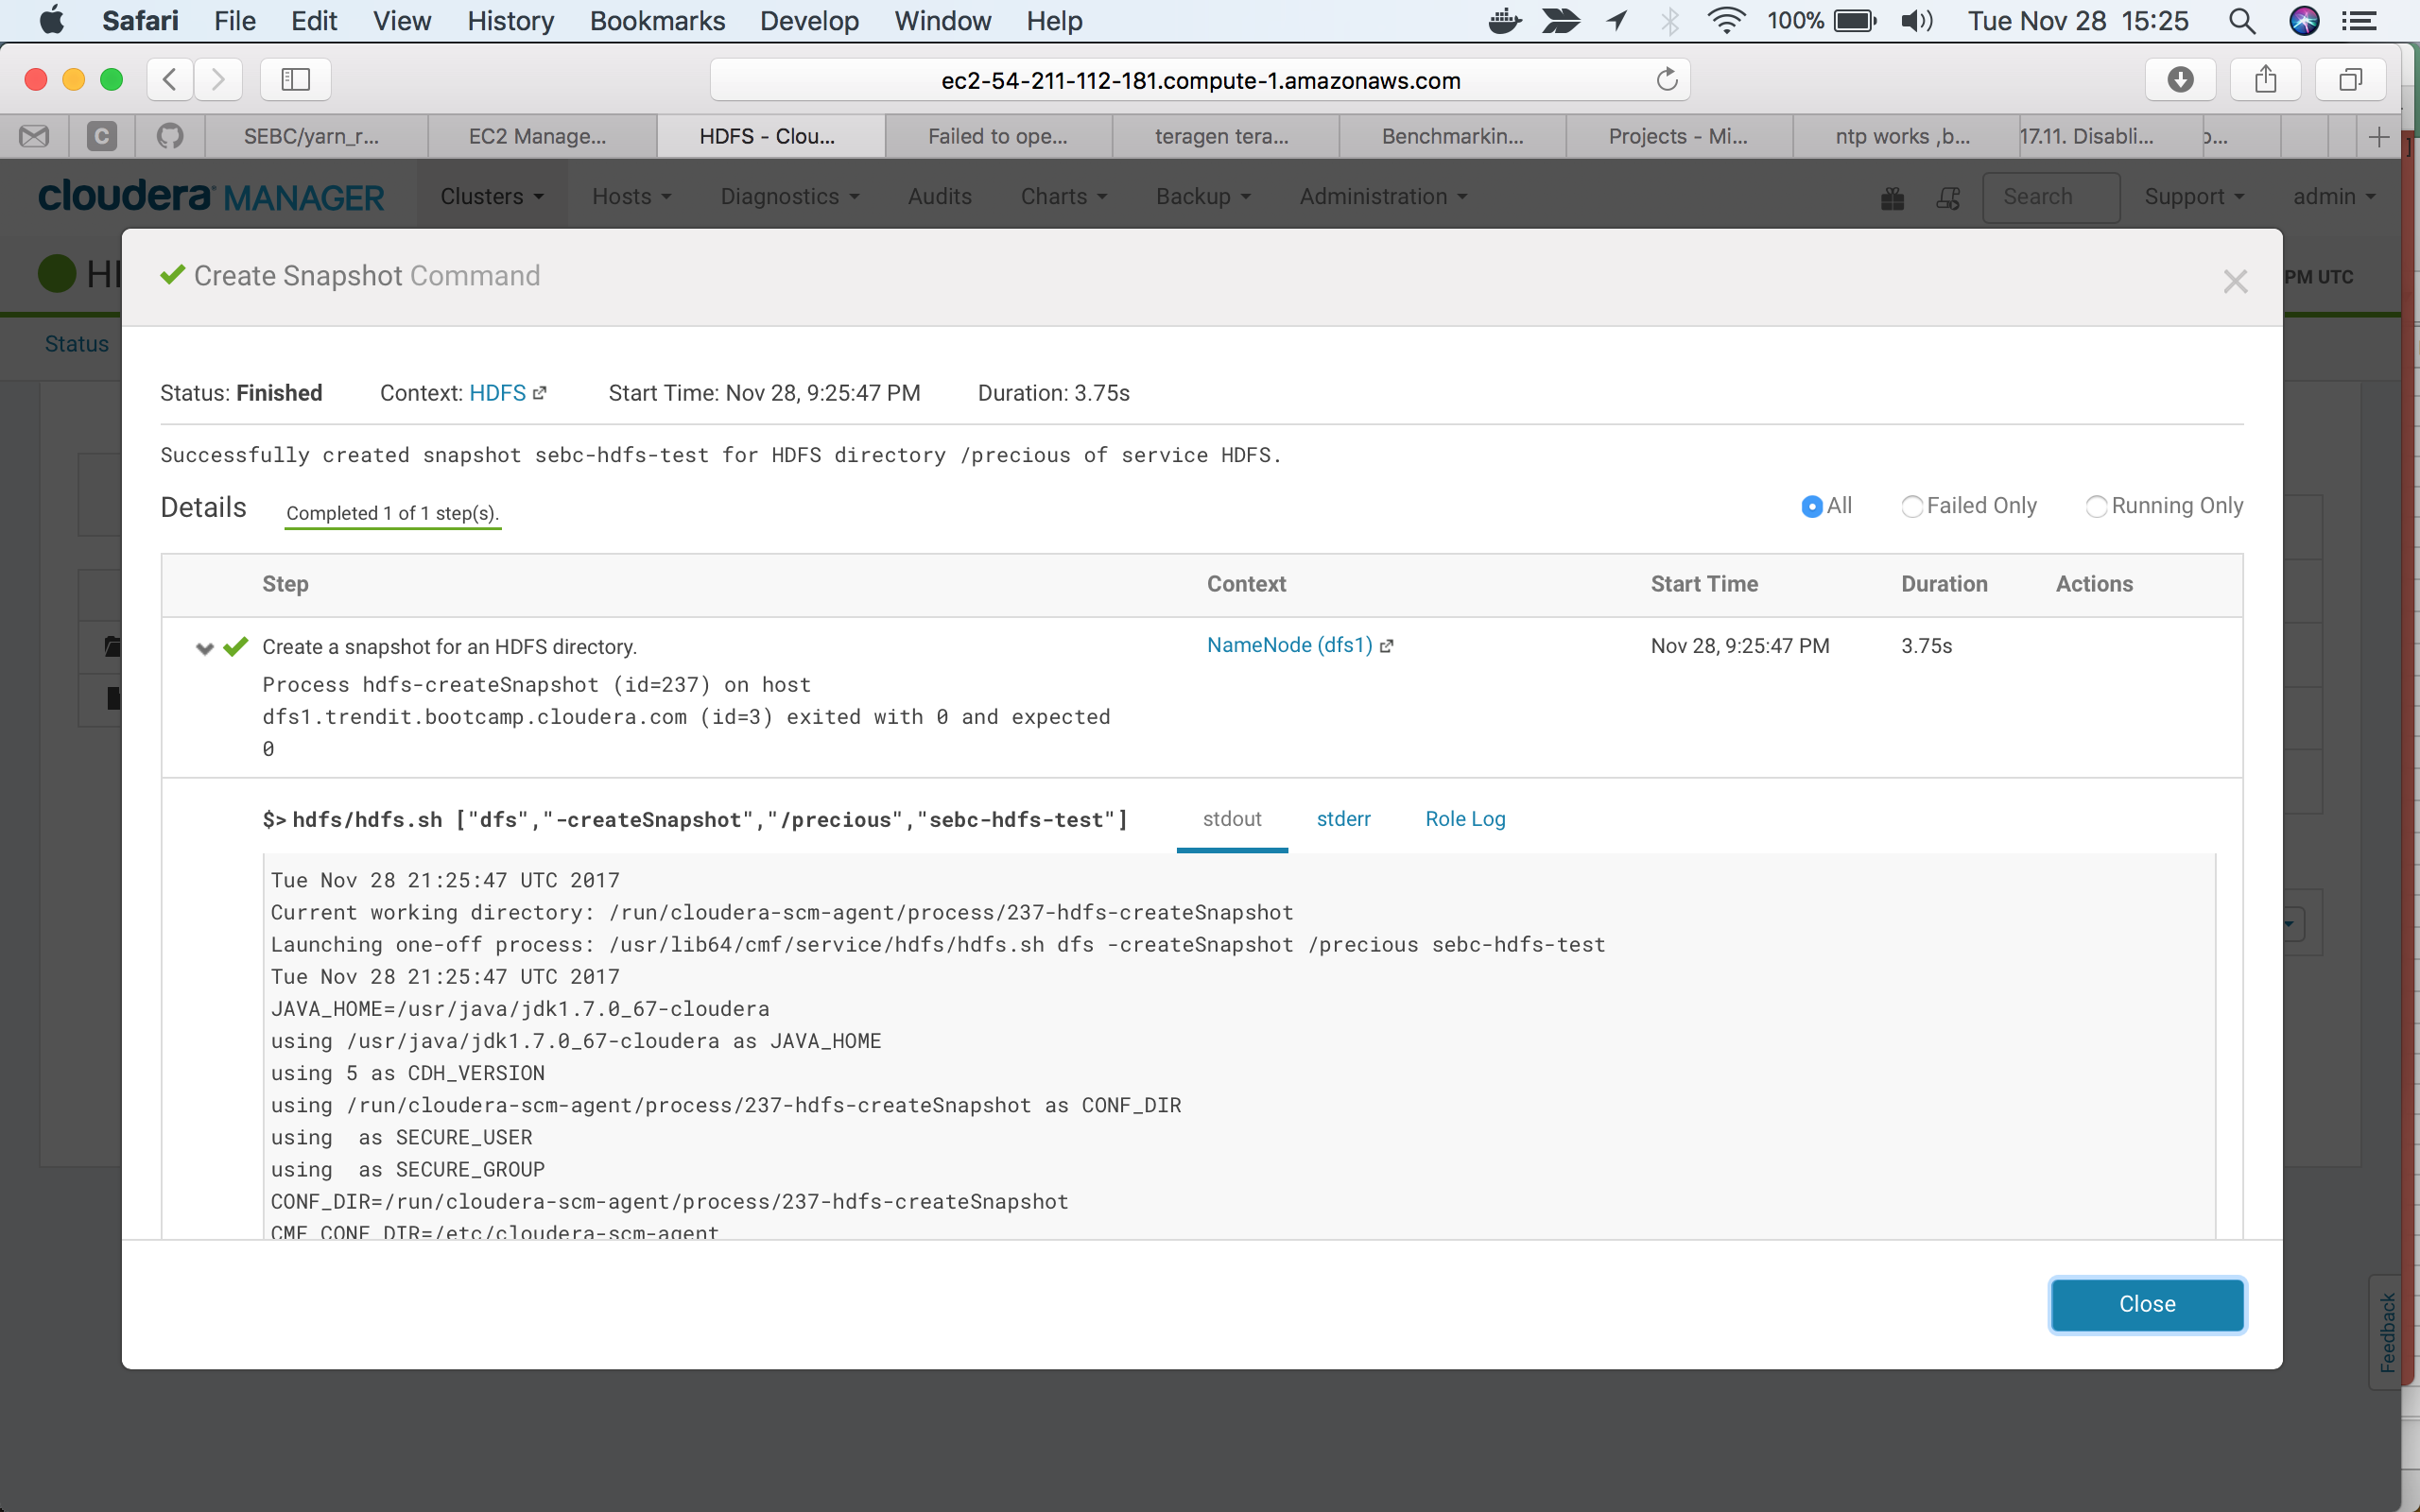 Safari File Edit View History Bookmarks Develop Window Help 100% Tue Nov 28 15:25
ec2-54-211-112-181.compute-1.amazonaws.com
C SEBC/yarn_r... EC2 Manage... HDFS - Clou... Failed to ope... teragen tera... Benchmarkin... Projects - Mi... ntp works ,b... 17.11. Disabli...
cloudera MANAGER Clusters Hosts Diagnostics Audits Charts Backup Administration Search Support admin
PM UTC
Create Snapshot Command
Status
Status: Finished Context: HDFS Start Time: Nov 28, 9:25:47 PM Duration: 3.75s
Successfully created snapshot sebc-hdfs-test for HDFS directory /precious of service HDFS.
Details Completed 1 of 1 step(s). All Failed Only Running Only
Step Context Start Time Duration Actions
Create a snapshot for an HDFS directory. NameNode (dfs1) Nov 28, 9:25:47 PM 3.75s
Process hdfs-createSnapshot (id=237) on host
dfs1.trendit.bootcamp.cloudera.com (id=3) exited with 0 and expected
0
$> hdfs/hdfs.sh ["dfs","-createSnapshot","/precious","sebc-hdfs-test"] stdout stderr Role Log
Tue Nov 28 21:25:47 UTC 2017
Current working directory: /run/cloudera-scm-agent/process/237-hdfs-createSnapshot
Launching one-off process: /usr/lib64/cmf/service/hdfs/hdfs.sh dfs -createSnapshot /precious sebc-hdfs-test
Tue Nov 28 21:25:47 UTC 2017
JAVA_HOME=/usr/java/jdk1.7.0_67-cloudera
using /usr/java/jdk1.7.0_67-cloudera as JAVA_HOME
using 5 as CDH_VERSION
using /run/cloudera-scm-agent/process/237-hdfs-createSnapshot as CONF_DIR
using as SECURE_USER
using as SECURE_GROUP
CONF_DIR=/run/cloudera-scm-agent/process/237-hdfs-createSnapshot
CMF_CONF_DIR=/etc/cloudera-scm-agent
Close
Feedback